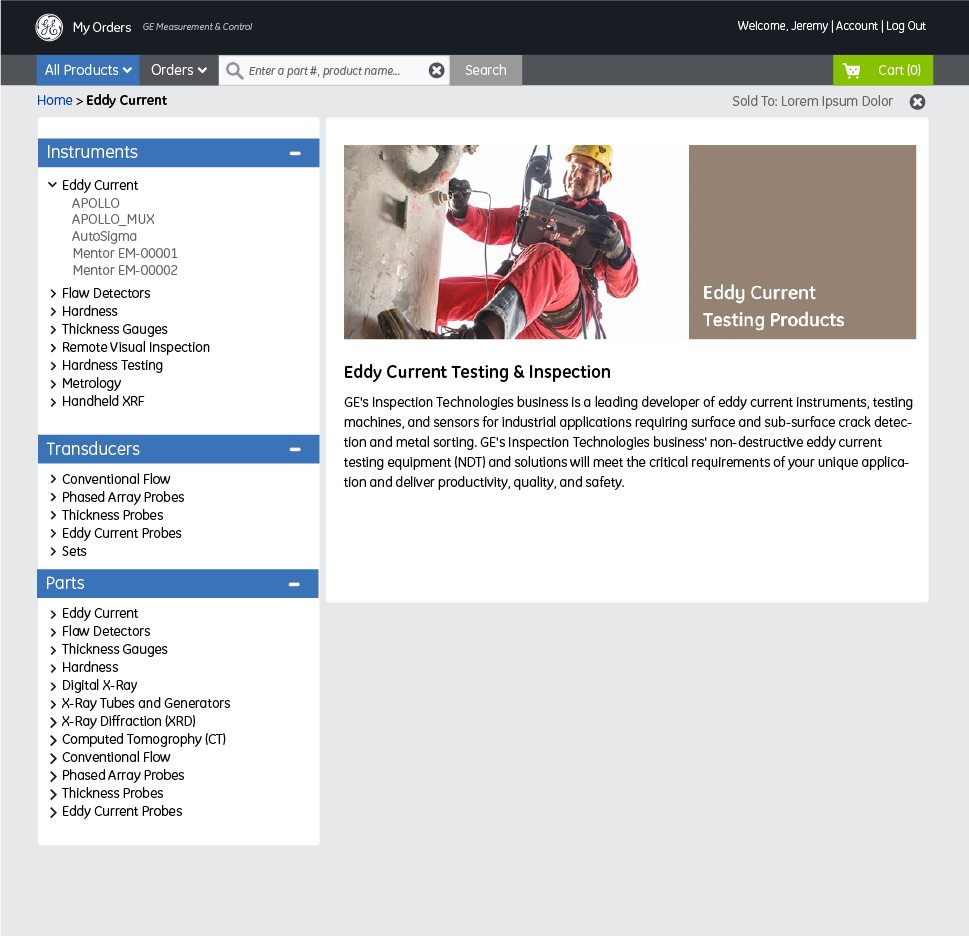 My Orders GE Measurement & Control
Welcome, Jeremy | Account | Log Out
All Products Orders Enter a part #, product name... Search Cart (0)
Home > Eddy Current
Sold To: Lorem Ipsum Dolor
Instruments
Eddy Current
APOLLO
APOLLO_MUX
AutoSigma
Mentor EM-00001
Mentor EM-00002
Flaw Detectors
Hardness
Thickness Gauges
Remote Visual Inspection
Hardness Testing
Metrology
Handheld XRF
Transducers
Conventional Flow
Phased Array Probes
Thickness Probes
Eddy Current Probes
Sets
Parts
Eddy Current
Flaw Detectors
Thickness Gauges
Hardness
Digital X-Ray
X-Ray Tubes and Generators
X-Ray Diffraction (XRD)
Computed Tomogrophy (CT)
Conventional Flow
Phased Array Probes
Thickness Probes
Eddy Current Probes
Eddy Current
Testing Products
Eddy Current Testing & Inspection
GE's Inspection Technologies business is a leading developer of eddy current instruments, testing
machines, and sensors for industrial applications requiring surface and sub-surface crack detec-
tion and metal sorting. GE's Inspection Technologies business' non-destructive eddy current
testing equipment (NDT) and solutions will meet the critical requirements of your unique applica-
tion and deliver productivity, quality, and safety.